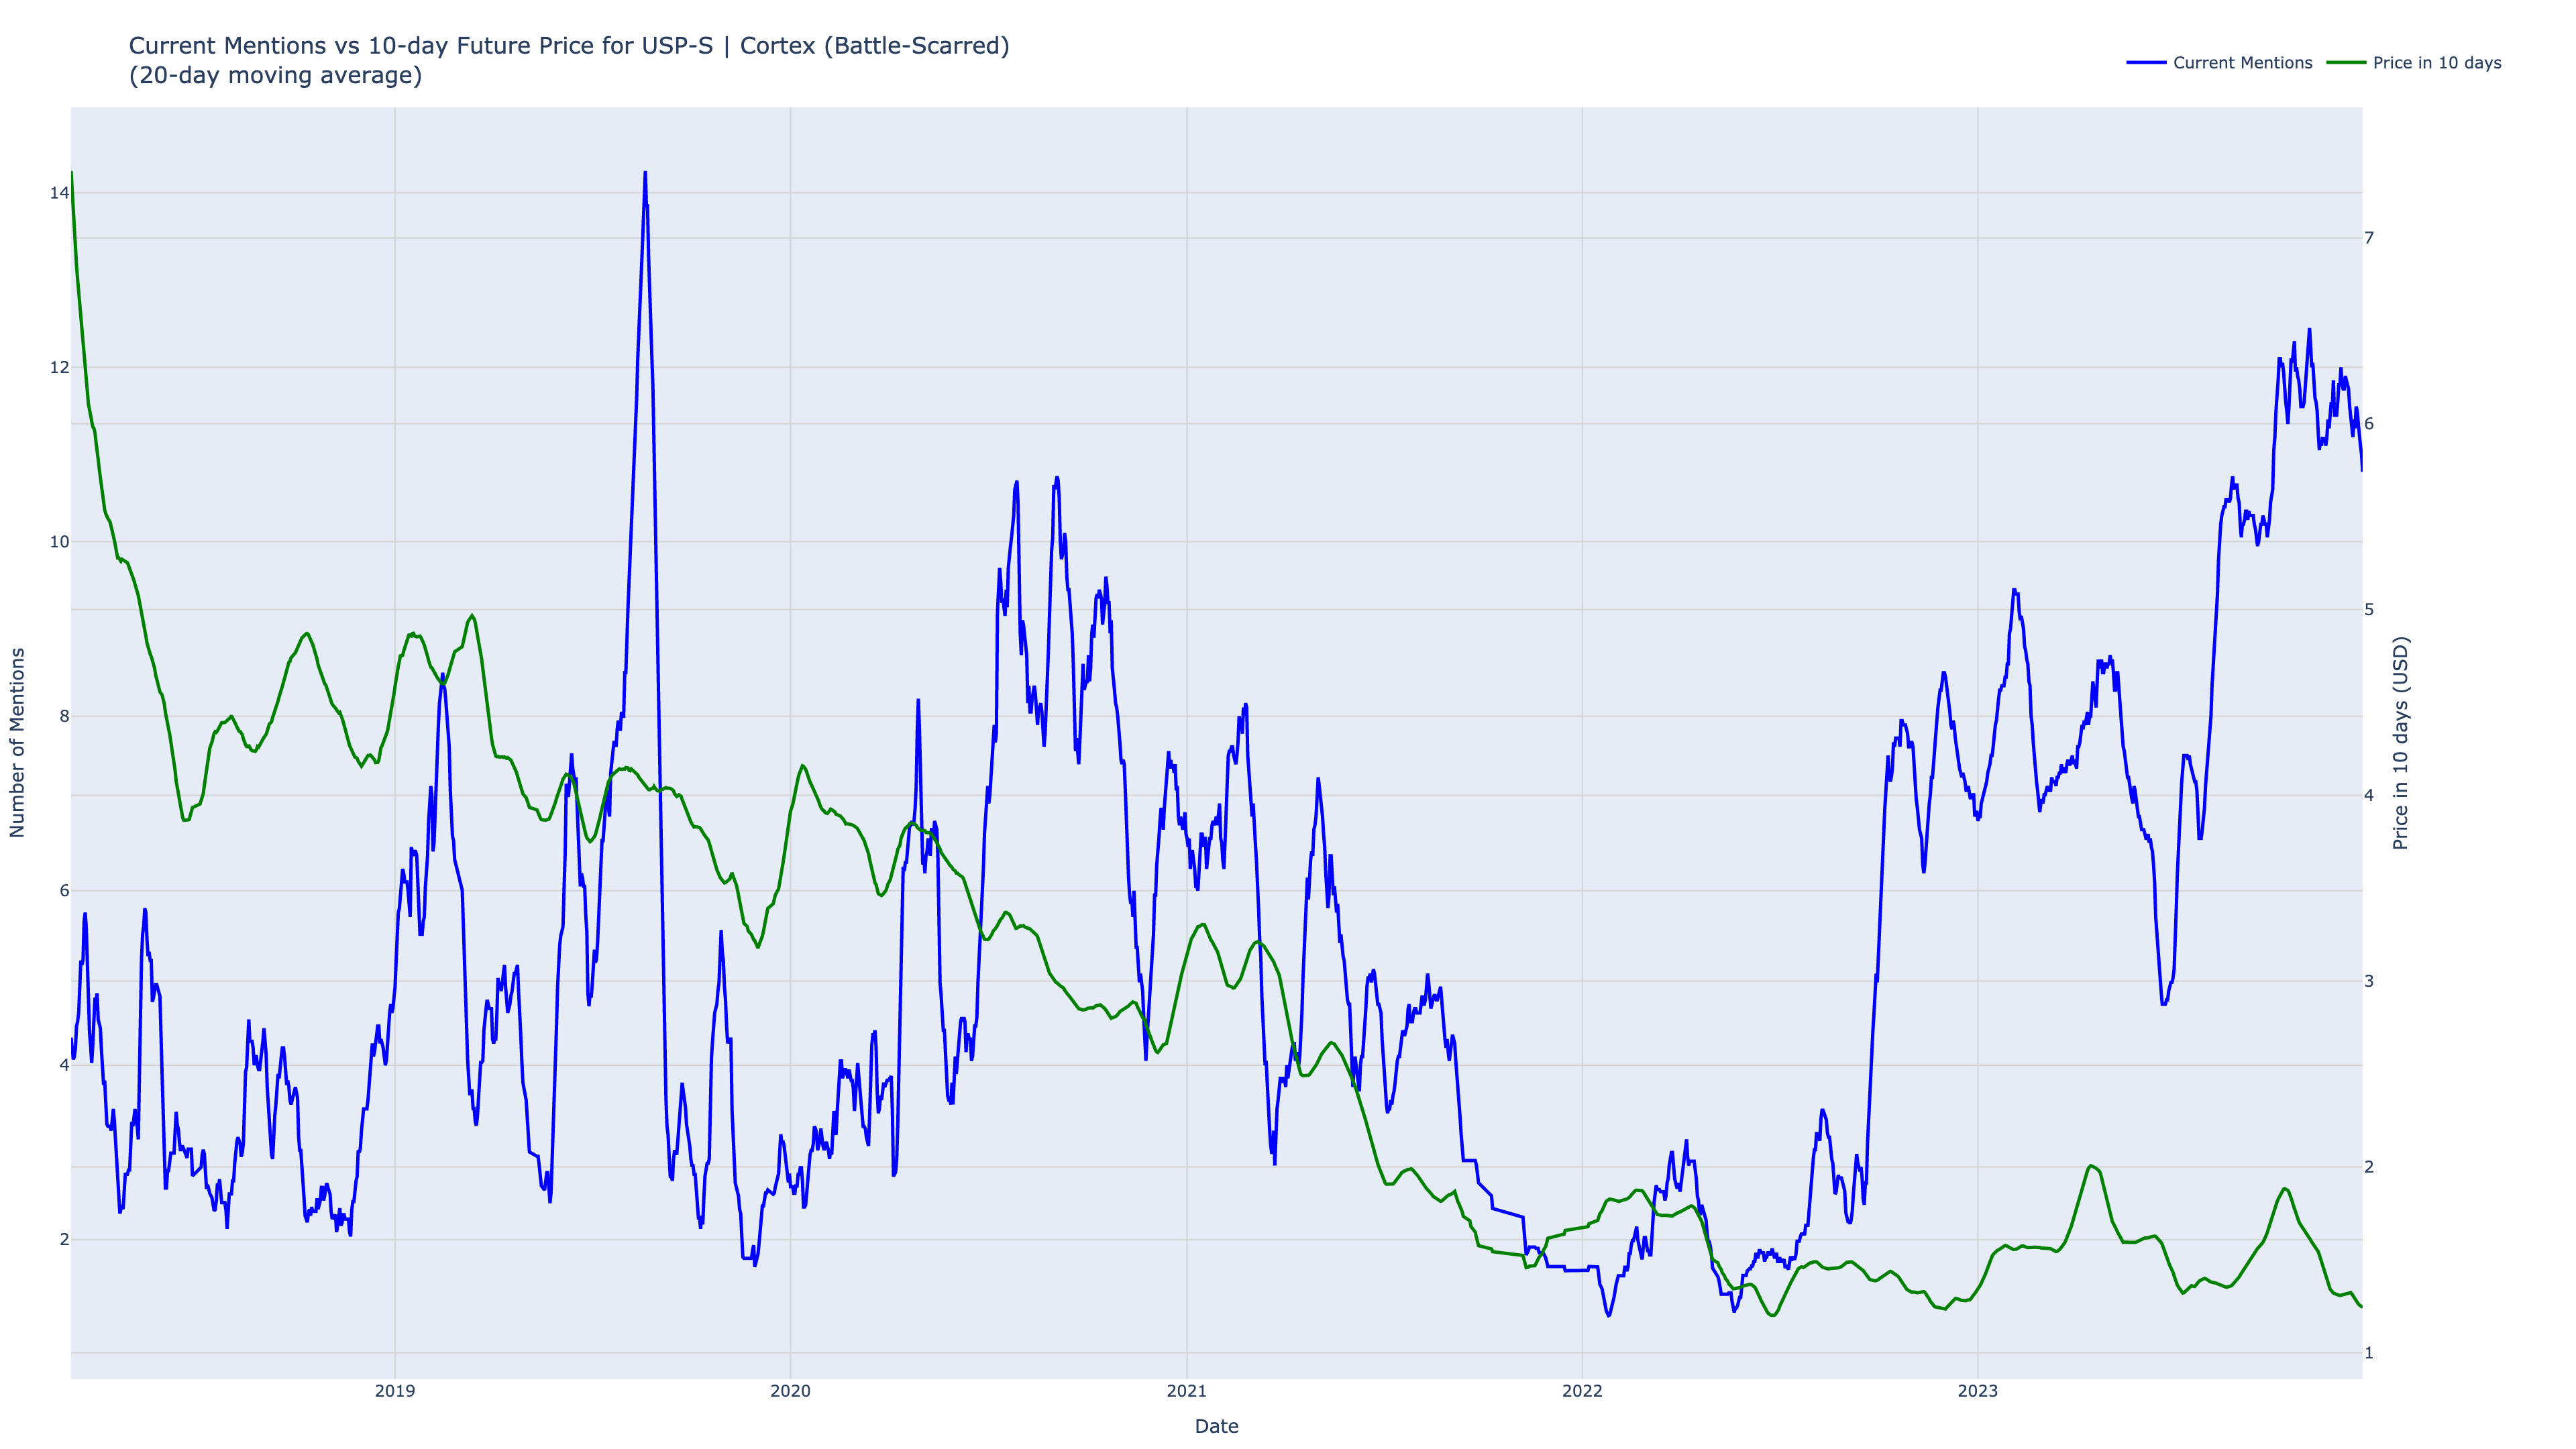 Current Mentions vs 10-day Future Price for USP-S | Cortex (Battle-Scarred)
(20-day moving average)
Current Mentions
Price in 10 days
14
12
10
8
6
4
2
Number of Mentions
7
6
5
4
3
2
1
Price in 10 days (USD)
2019
2020
2021
2022
2023
Date